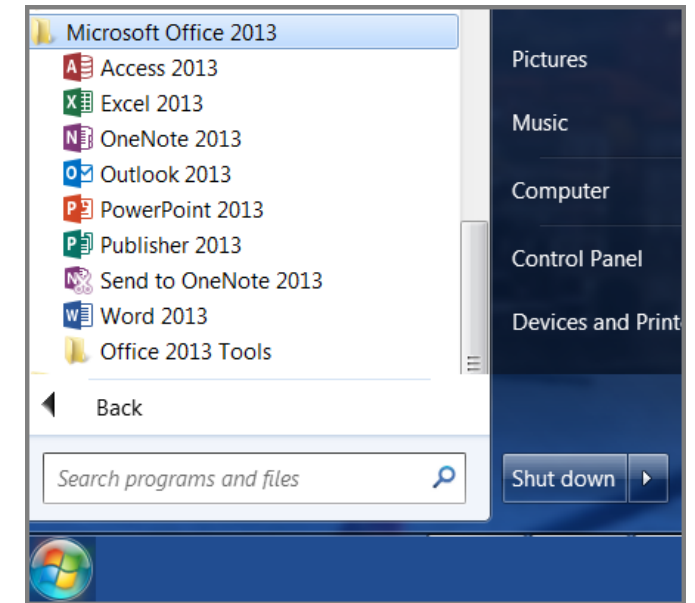 Microsoft Office 2013
Access 2013
Excel 2013
OneNote 2013
Outlook 2013
PowerPoint 2013
Publisher 2013
Send to OneNote 2013
Word 2013
Office 2013 Tools
Back
Search programs and files
Pictures
Music
Computer
Control Panel
Devices and Print
Shut down